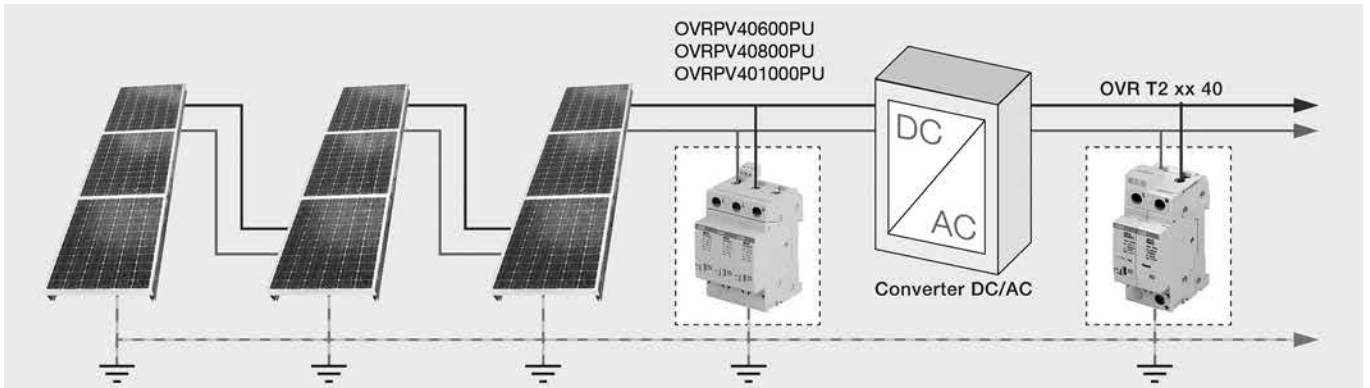 OVRPV40600PU
OVRPV40800PU
OVRPV401000PU
OVR T2 xx 40
DC
AC
Converter DC/AC